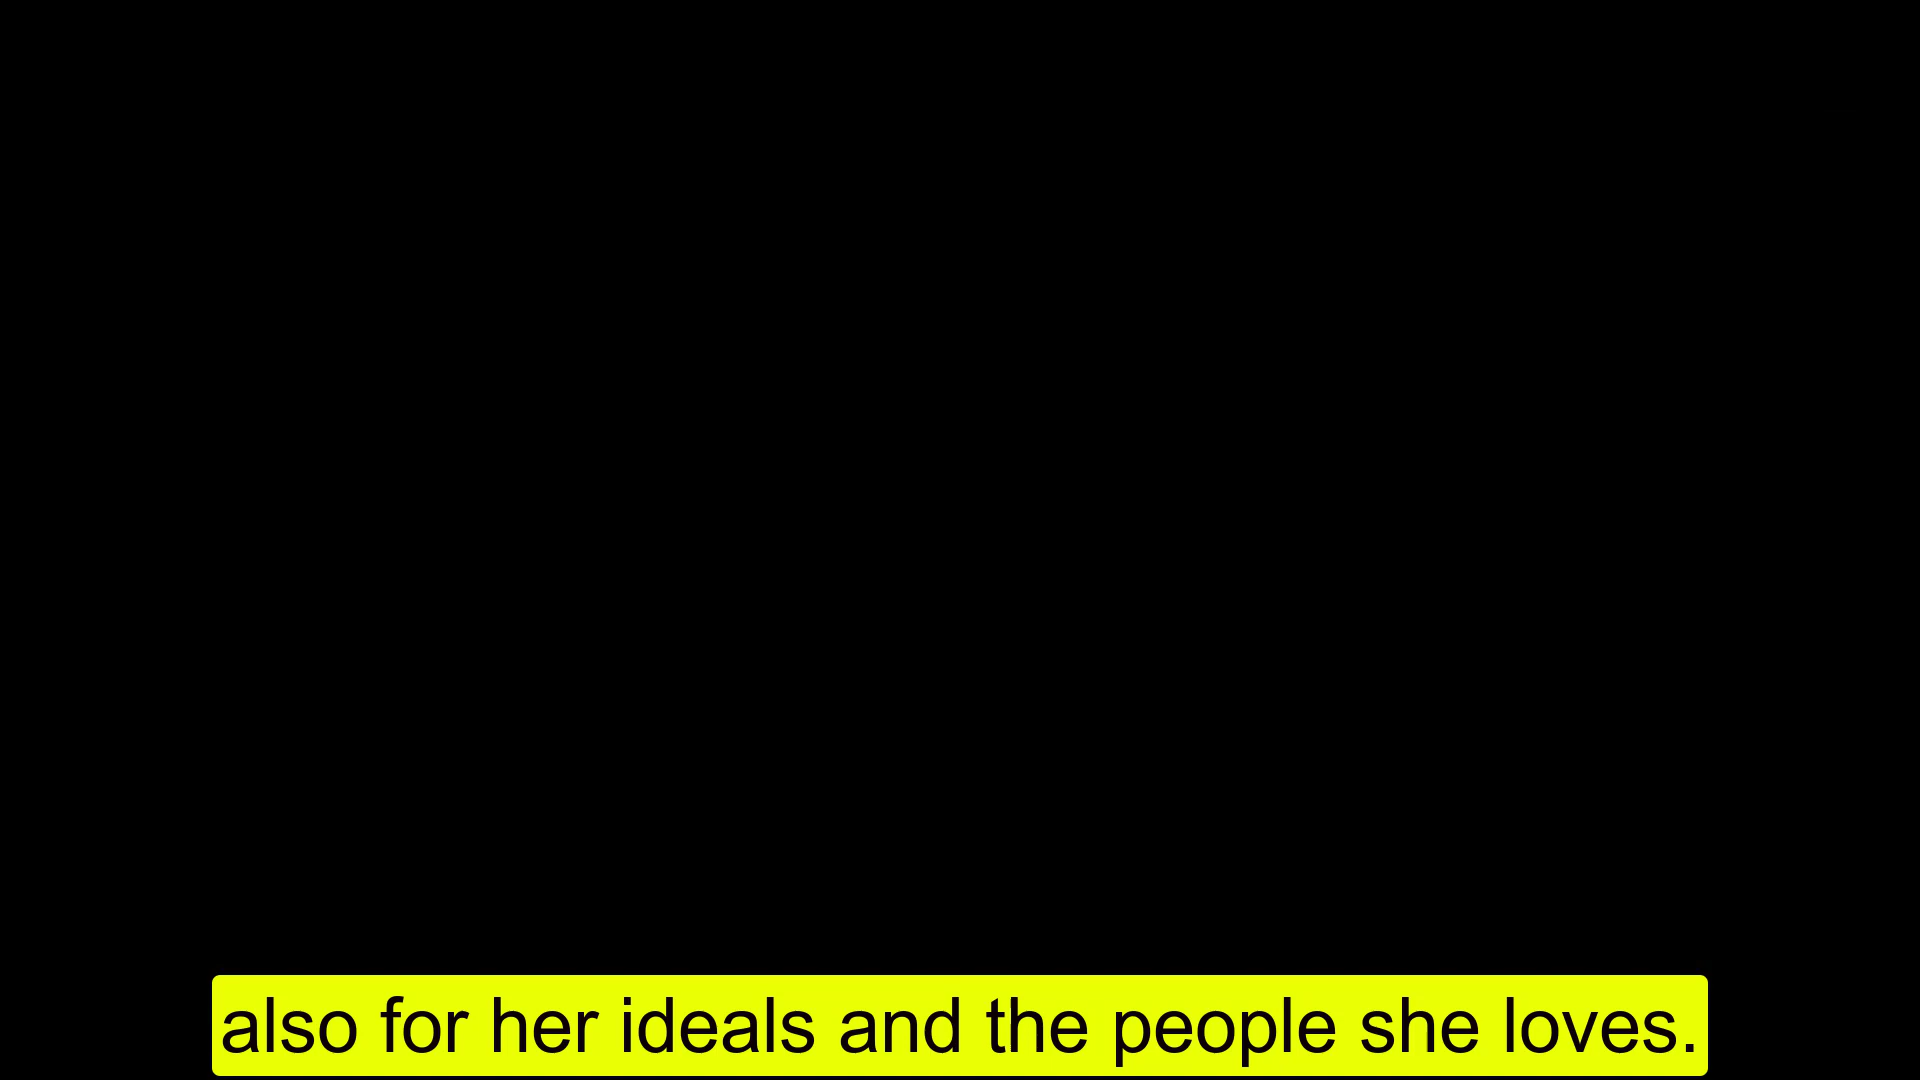 also for her ideals and the people she loves.